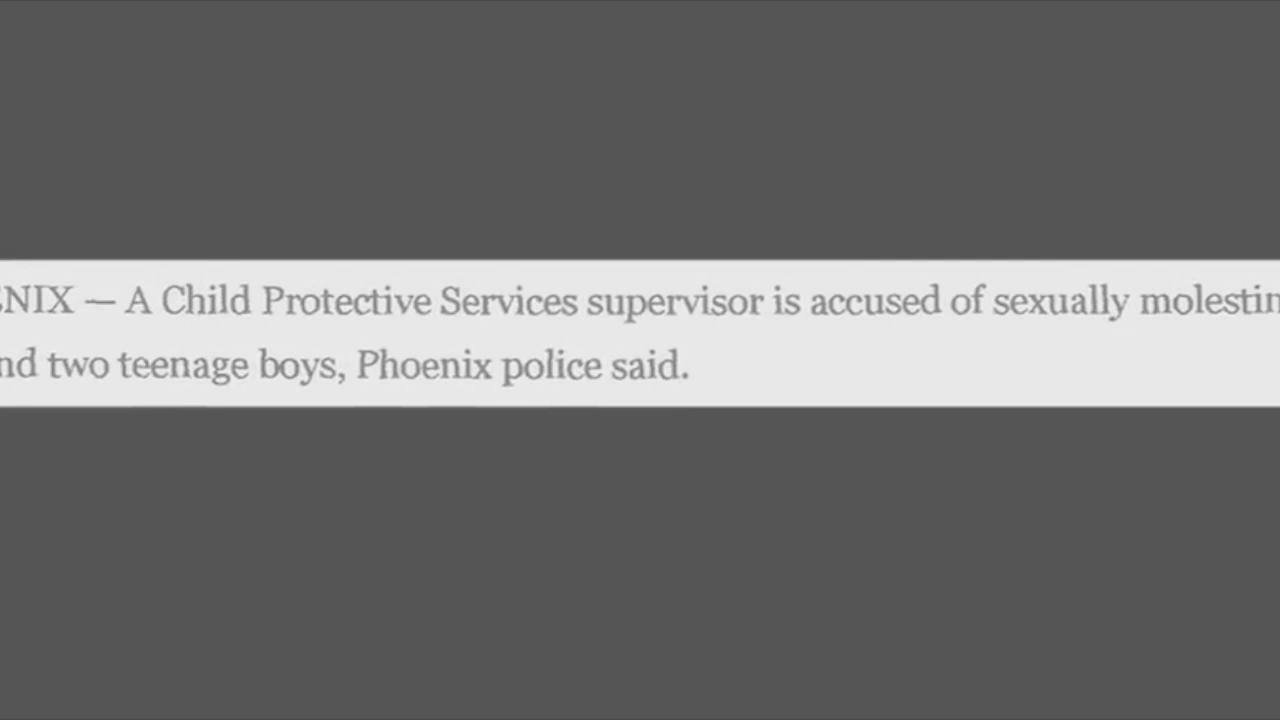 NIX — A Child Protective Services supervisor is accused of sexually molestin
nd two teenage boys, Phoenix police said.